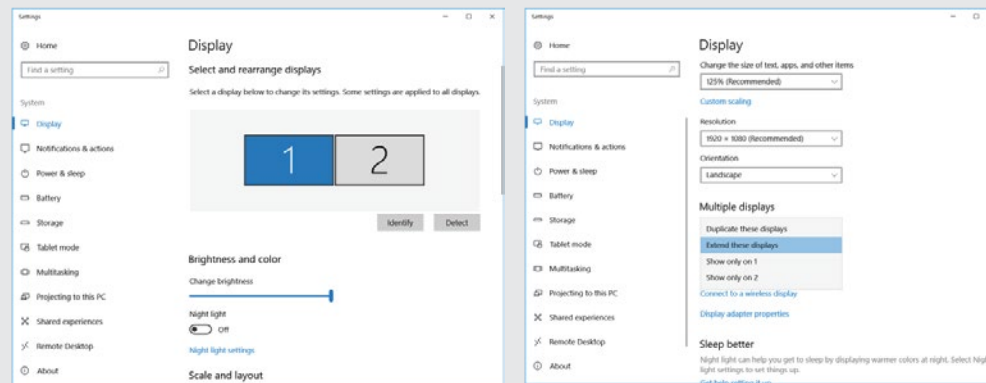 Settings
Home
Find a setting
System
Display
Notifications & actions
Power & sleep
Battery
Storage
Tablet mode
Multitasking
Projecting to this PC
Shared experiences
Remote Desktop
About
Display
Select and rearrange displays
Select a display below to change its settings. Some settings are applied to all displays.
1 2
Identify Detect
Brightness and color
Change brightness
Night light
Off
Night light settings
Scale and layout
Settings
Home
Find a setting
System
Display
Notifications & actions
Power & sleep
Battery
Storage
Tablet mode
Multitasking
Projecting to this PC
Shared experiences
Remote Desktop
About
Display
Change the size of text, apps, and other items
125% (Recommended)
Custom scaling
Resolution
1920 × 1080 (Recommended)
Orientation
Landscape
Multiple displays
Duplicate these displays
Extend these displays
Show only on 1
Show only on 2
Connect to a wireless display
Display adapter properties
Sleep better
Night light can help you get to sleep by displaying warmer colors at night. Select Nig
light settings to set things up.
Get help setting it up